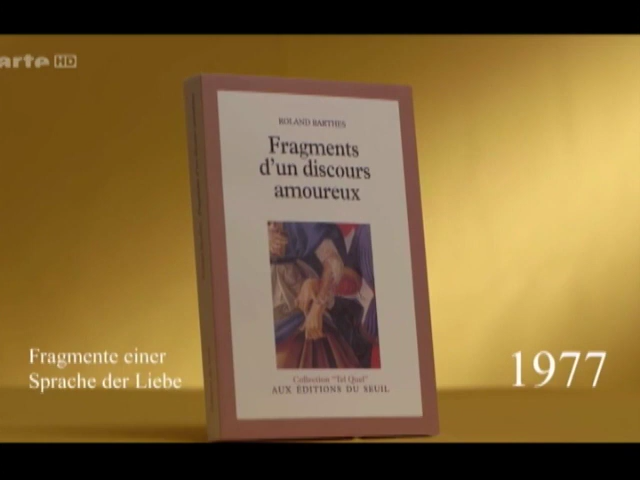 arte HD
ROLAND BARTHES
Fragments
d'un discours
amoureux
Collection "Tel Quel"
AUX ÉDITIONS DU SEUIL
Fragmente einer
Sprache der Liebe
1977